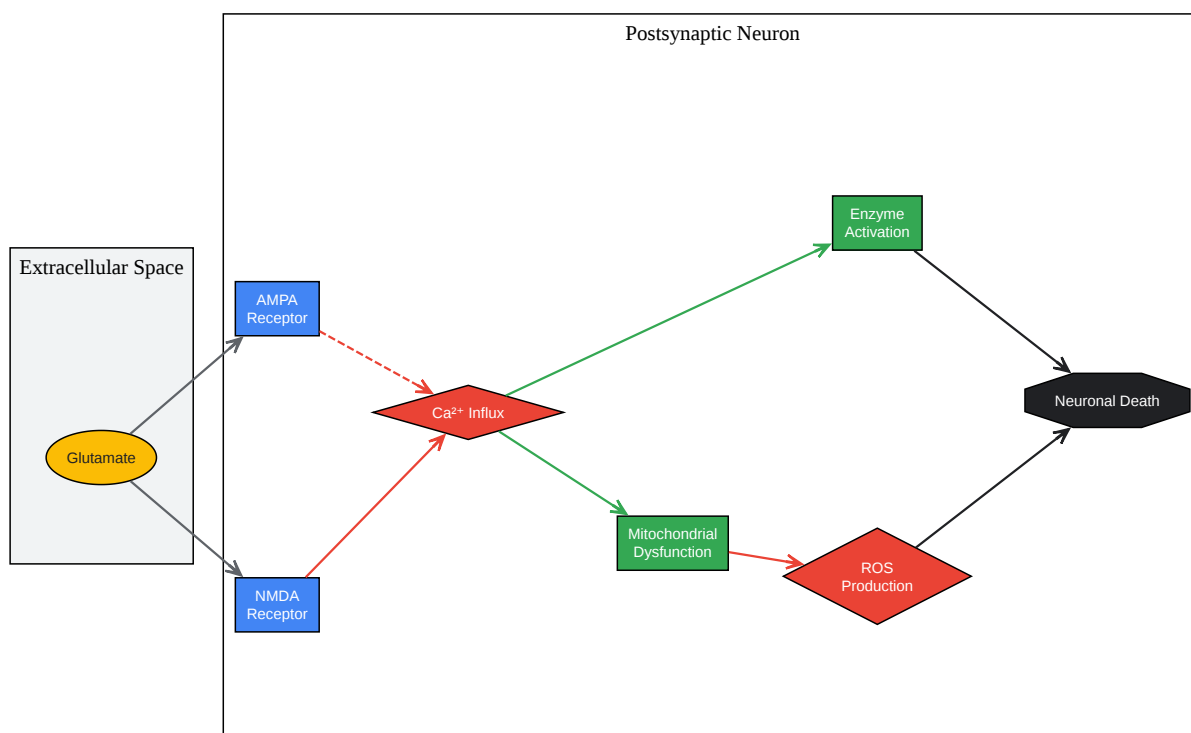 Postsynaptic Neuron
Extracellular Space
Enzyme
Activation
AMPA
Receptor
Glutamate
Ca²⁺ Influx
Neuronal Death
Mitochondrial
Dysfunction
ROS
Production
NMDA
Receptor